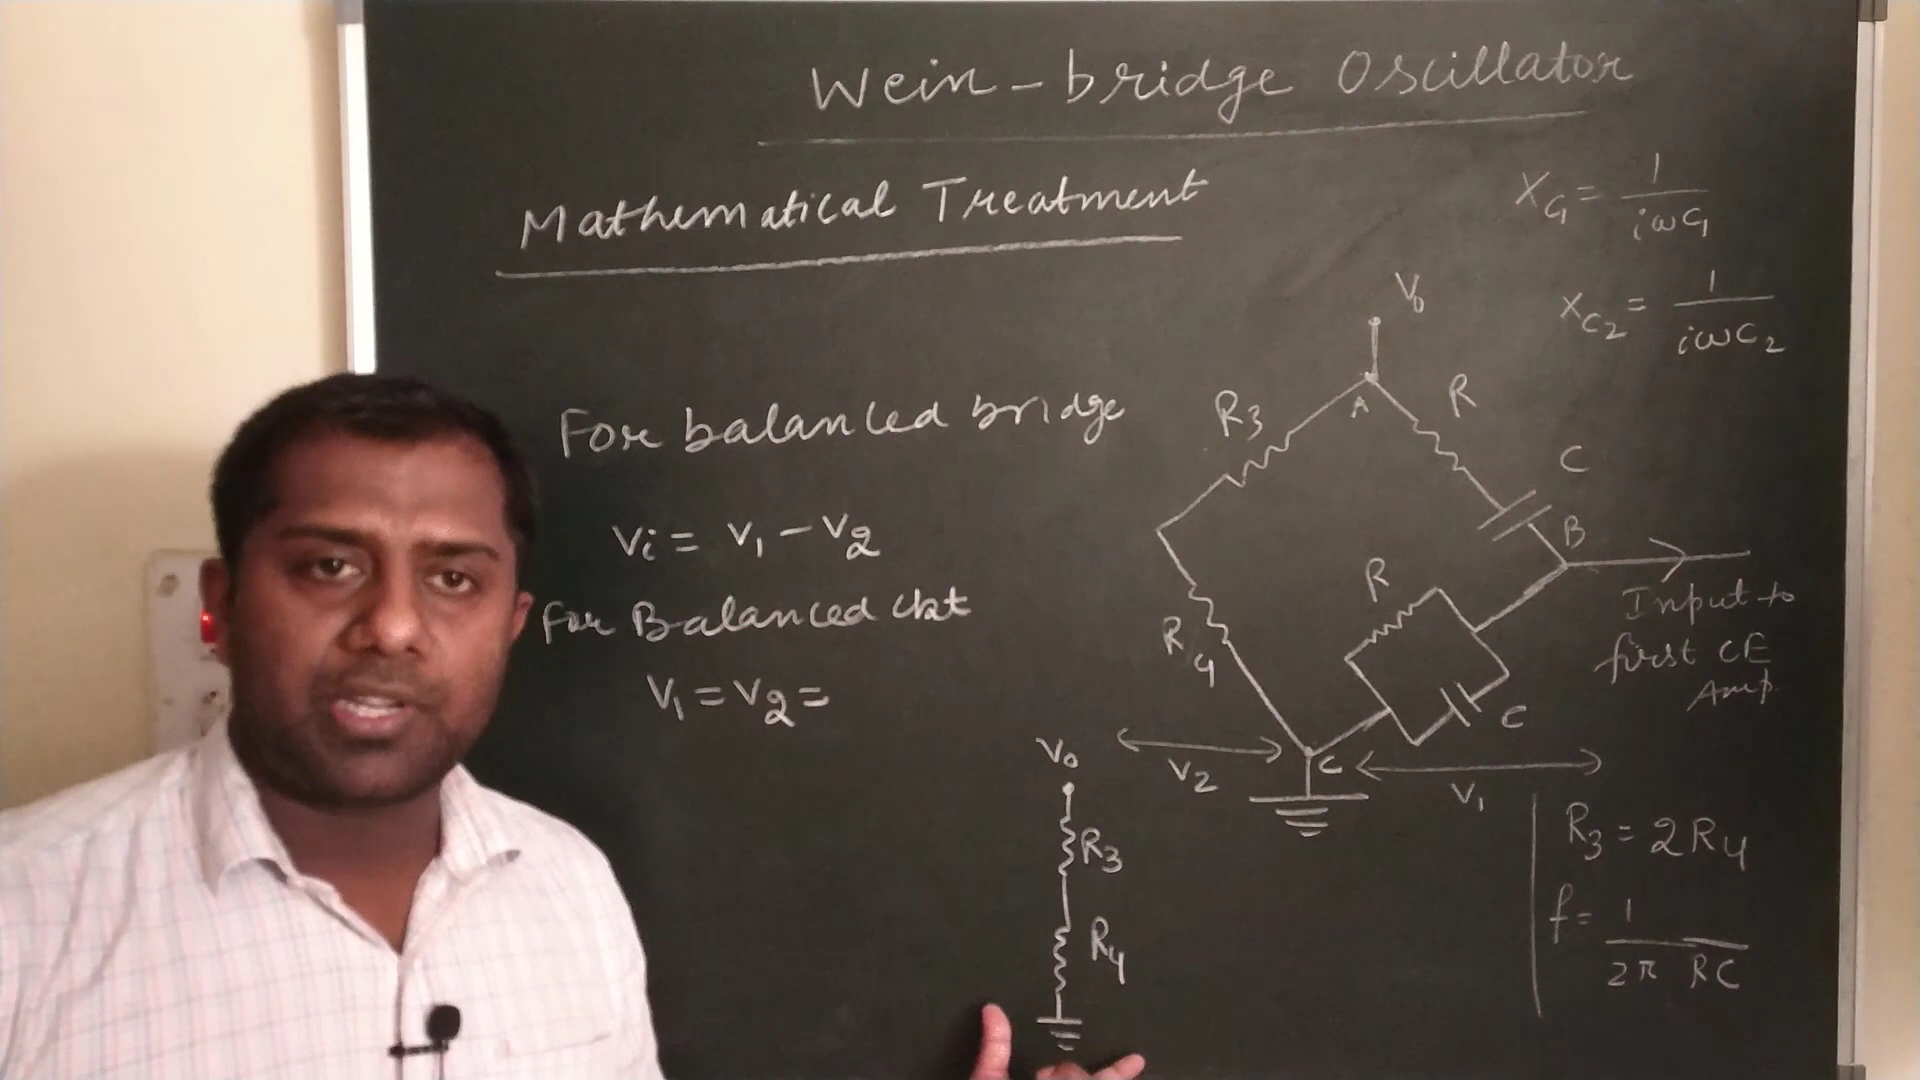 Wein-bridge Oscillator
Mathematical Treatment
X_C1 = 1 / iωC1
X_C2 = 1 / iωC2
For balanced bridge
Vi = V1 - V2
For Balanced ckt
V1 = V2 =
V0
A
R3
R
C
B
R
R4
C
C
Input to
first CE
Amp.
V2
V1
V0
R3
R4
R3 = 2R4
f = 1 / 2π RC